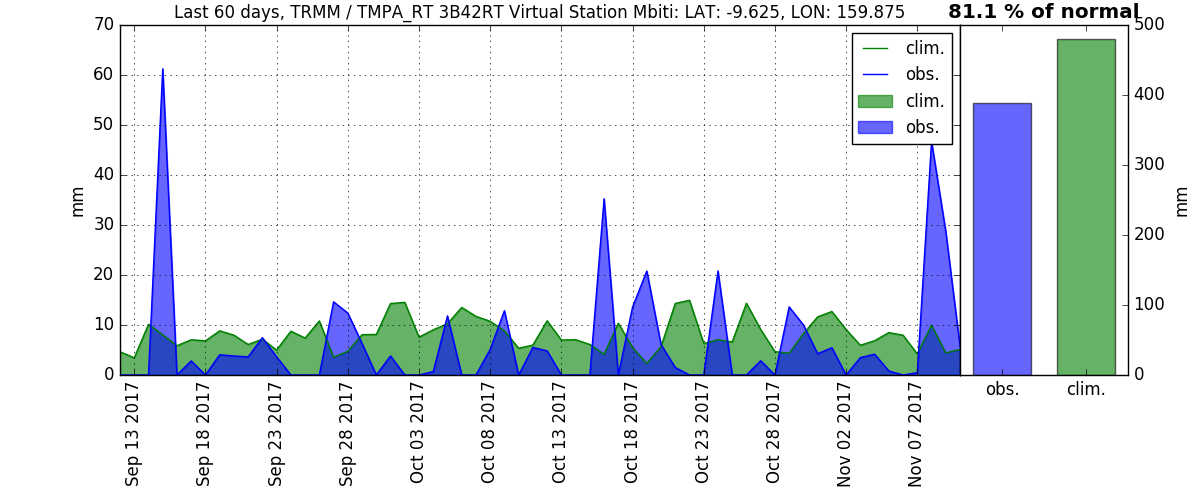 Last 60 days, TRMM / TMPA_RT 3B42RT Virtual Station Mbiti: LAT: -9.625, LON: 159.875
81.1 % of normal
70
60
50
40
30
20
10
0
mm
clim.
obs.
clim.
obs.
Sep 13 2017
Sep 18 2017
Sep 23 2017
Sep 28 2017
Oct 03 2017
Oct 08 2017
Oct 13 2017
Oct 18 2017
Oct 23 2017
Oct 28 2017
Nov 02 2017
Nov 07 2017
500
400
300
200
100
0
mm
obs.
clim.